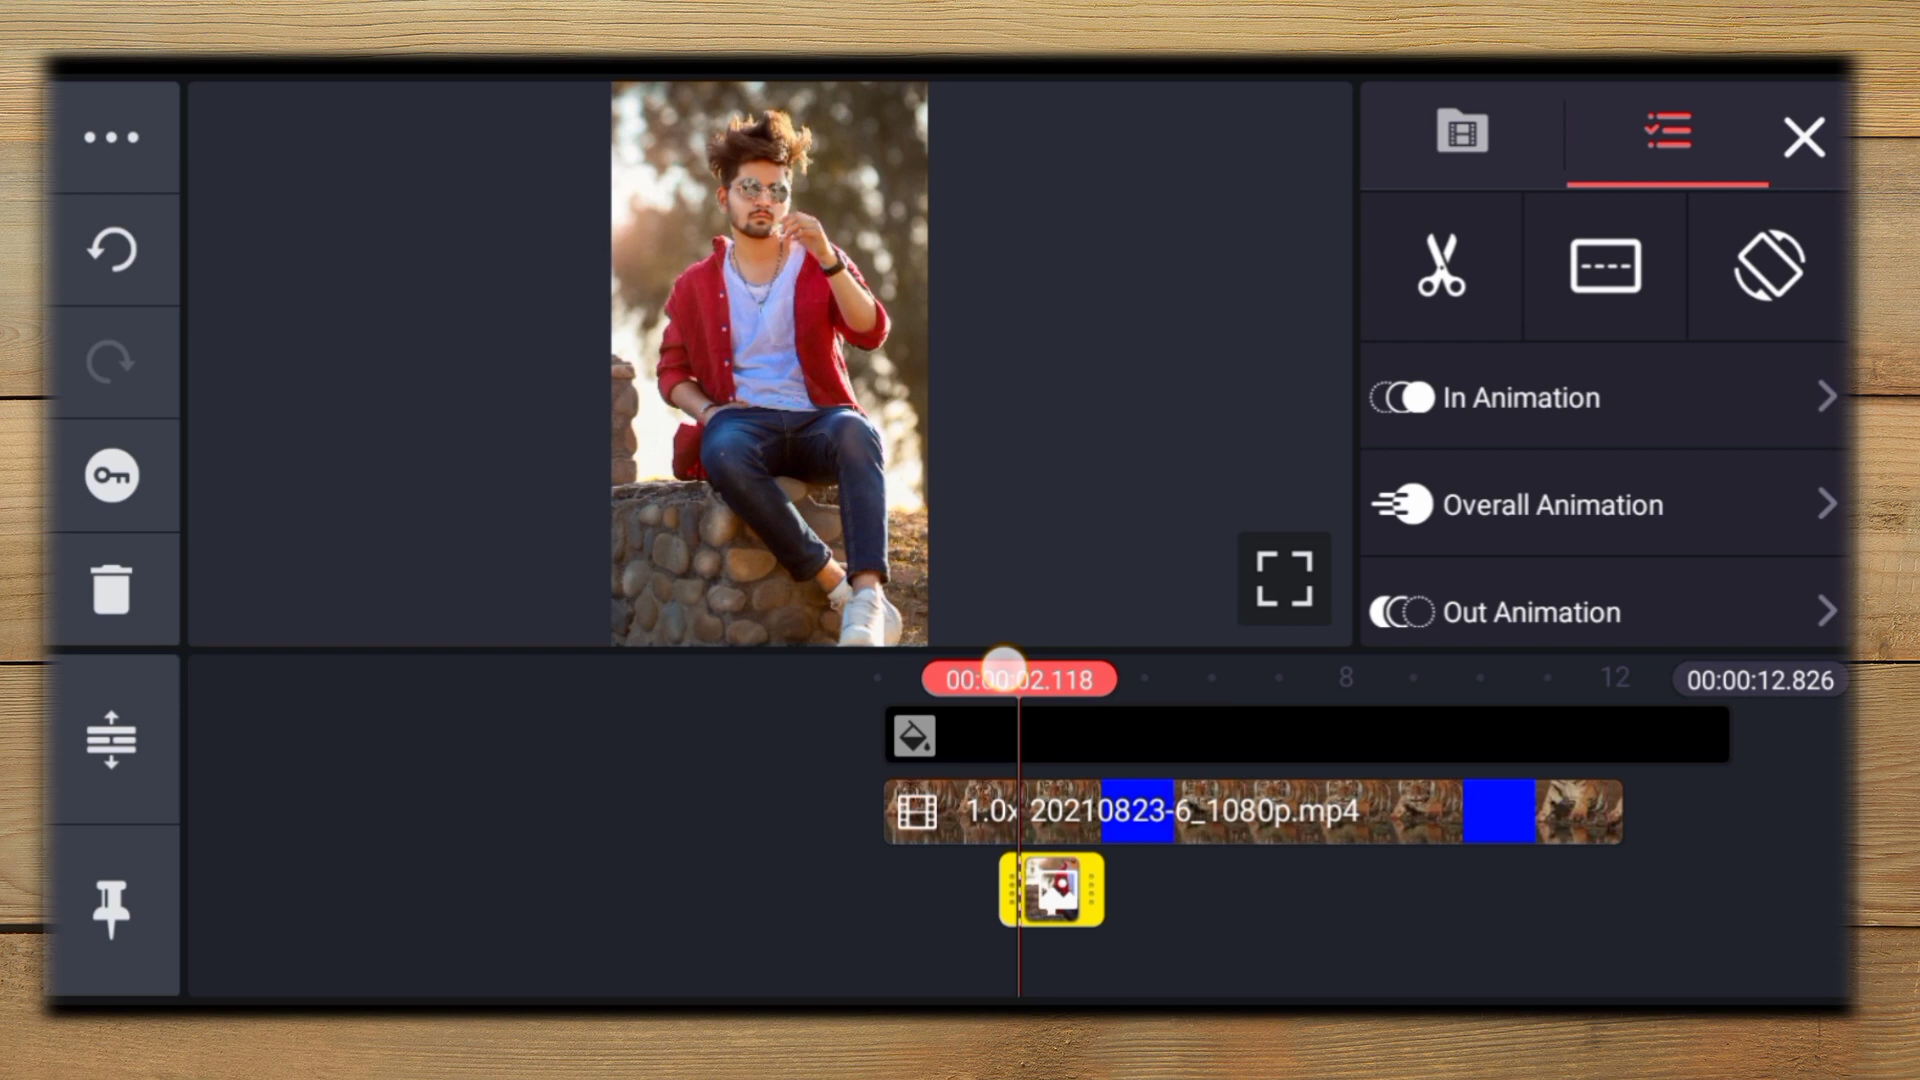 In Animation
Overall Animation
Out Animation
00:00:02.118
8
12
00:00:12.826
1.0x 20210823-6_1080p.mp4